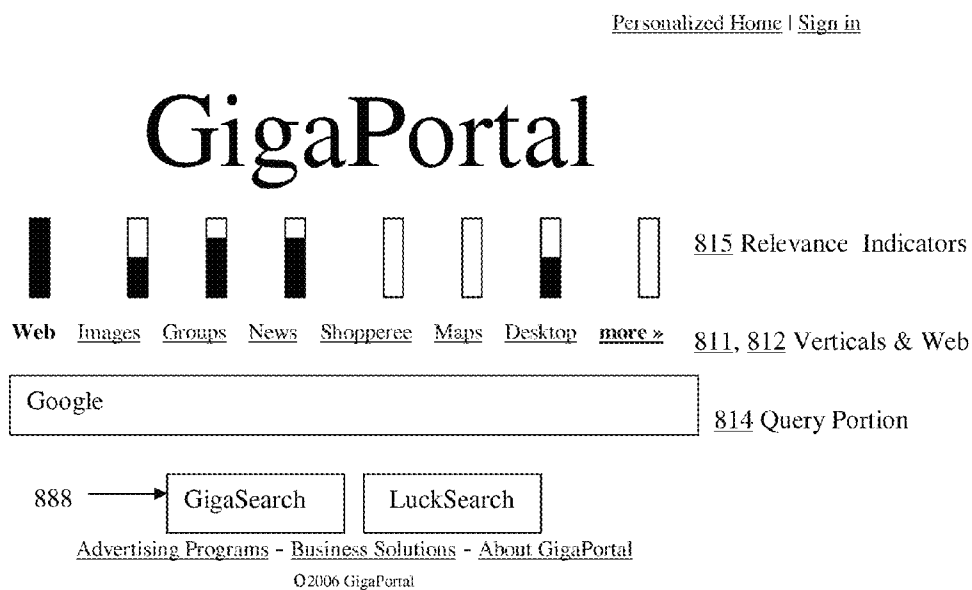 Personalized Home | Sign in
GigaPortal
815 Relevance Indicators
Web Images Groups News Shopperee Maps Desktop more »
811, 812 Verticals & Web
Google
814 Query Portion
888 GigaSearch LuckSearch
Advertising Programs - Business Solutions - About GigaPortal
©2006 GigaPortal